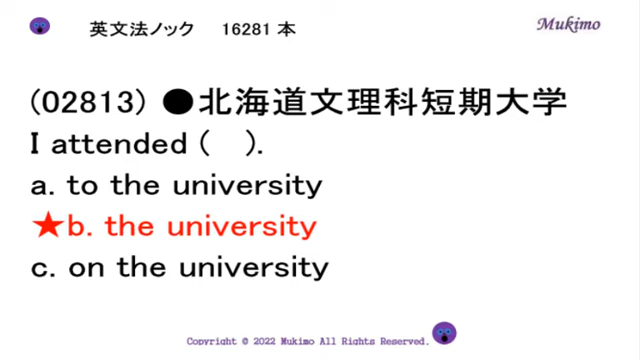 英文法ノック　16281 本
Mukimo
(02813) ●北海道文理科短期大学
I attended (　).
a. to the university
★b. the university
c. on the university
Copyright @ 2022 Mukimo All Rights Reserved.